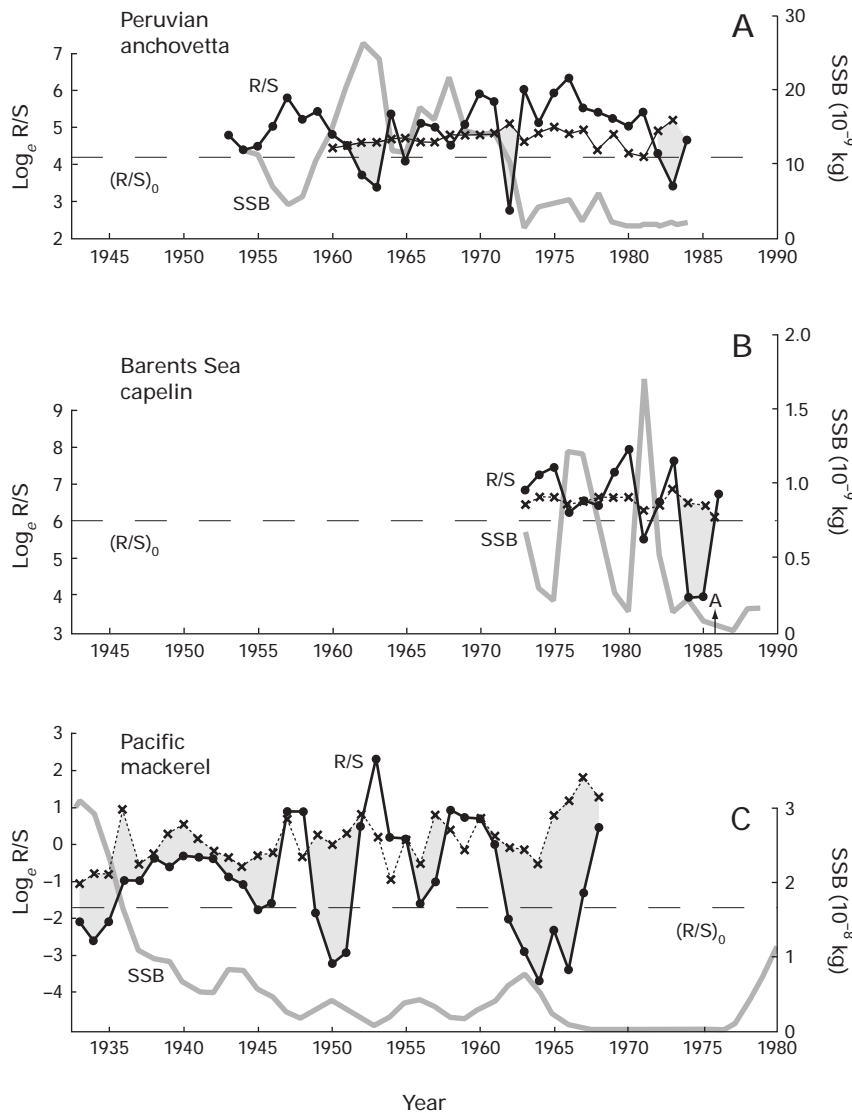 Peruvian
anchovetta
A
30
20
10
0
SSB (10⁻⁹ kg)
7
6
5
4
3
2
Logₑ R/S
R/S
(R/S)₀
SSB
1945 1950 1955 1960 1965 1970 1975 1980 1985 1990
Barents Sea
capelin
B
2.0
1.5
1.0
0.5
0
SSB (10⁻⁹ kg)
9
8
7
6
5
4
3
Logₑ R/S
R/S
(R/S)₀
SSB
A
1945 1950 1955 1960 1965 1970 1975 1980 1985 1990
Pacific
mackerel
C
3
2
1
0
SSB (10⁻⁸ kg)
3
2
1
0
–1
–2
–3
–4
Logₑ R/S
R/S
(R/S)₀
SSB
1935 1940 1945 1950 1955 1960 1965 1970 1975 1980
Year